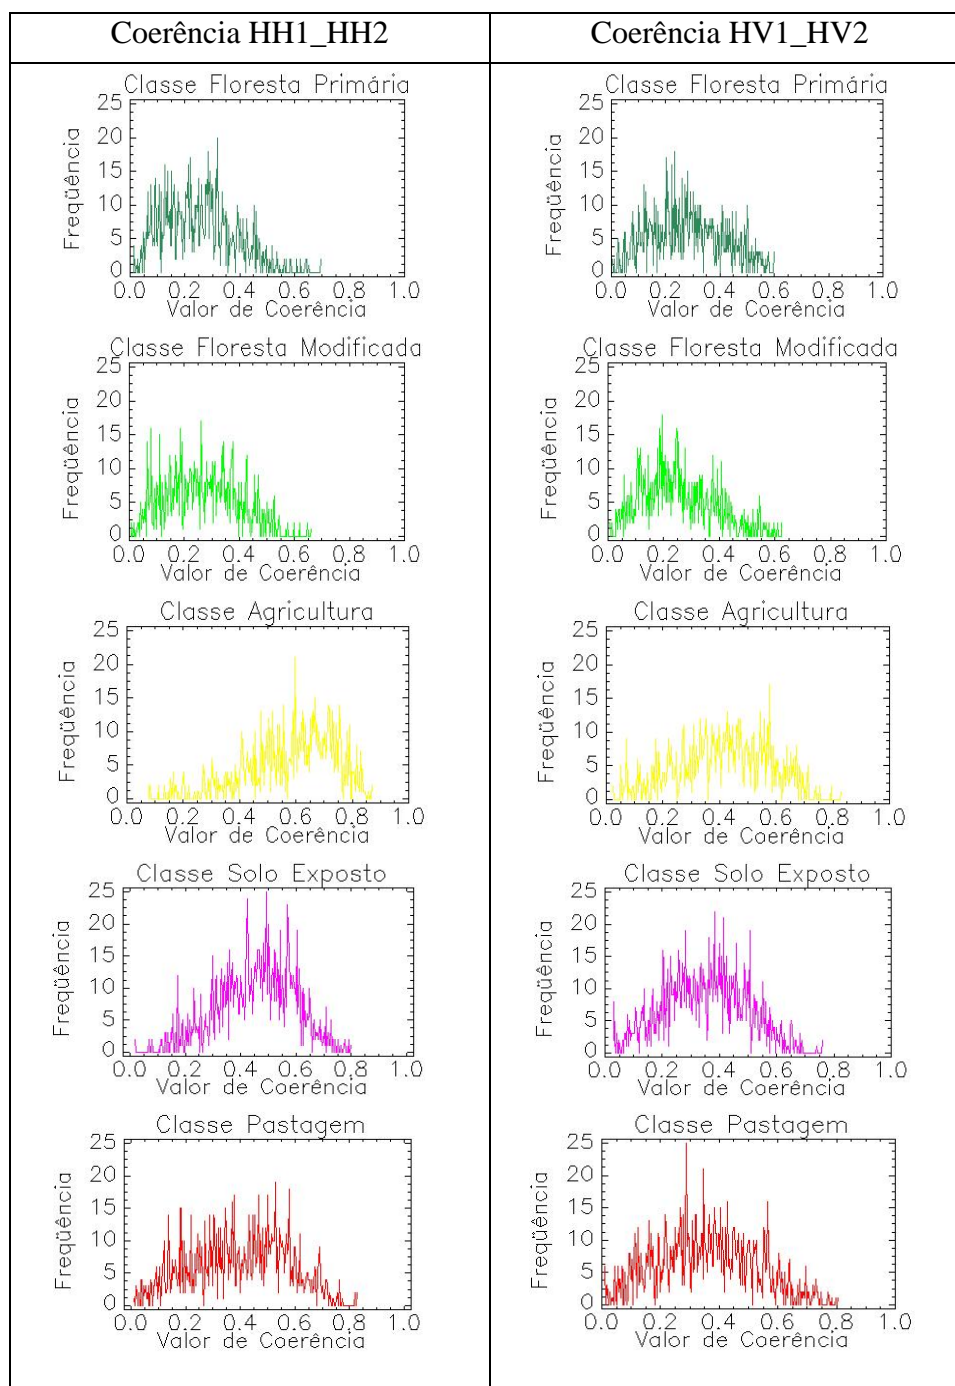 Coerência HH1_HH2
Coerência HV1_HV2
Classe Floresta Primária
25
20
15
10
5
0
Freqüência
0.0 0.2 0.4 0.6 0.8 1.0
Valor de Coerência
Classe Floresta Primária
25
20
15
10
5
0
Freqüência
0.0 0.2 0.4 0.6 0.8 1.0
Valor de Coerência
Classe Floresta Modificada
25
20
15
10
5
0
Freqüência
0.0 0.2 0.4 0.6 0.8 1.0
Valor de Coerência
Classe Floresta Modificada
25
20
15
10
5
0
Freqüência
0.0 0.2 0.4 0.6 0.8 1.0
Valor de Coerência
Classe Agricultura
25
20
15
10
5
0
Freqüência
0.0 0.2 0.4 0.6 0.8 1.0
Valor de Coerência
Classe Agricultura
25
20
15
10
5
0
Freqüência
0.0 0.2 0.4 0.6 0.8 1.0
Valor de Coerência
Classe Solo Exposto
25
20
15
10
5
0
Freqüência
0.0 0.2 0.4 0.6 0.8 1.0
Valor de Coerência
Classe Solo Exposto
25
20
15
10
5
0
Freqüência
0.0 0.2 0.4 0.6 0.8 1.0
Valor de Coerência
Classe Pastagem
25
20
15
10
5
0
Freqüência
0.0 0.2 0.4 0.6 0.8 1.0
Valor de Coerência
Classe Pastagem
25
20
15
10
5
0
Freqüência
0.0 0.2 0.4 0.6 0.8 1.0
Valor de Coerência